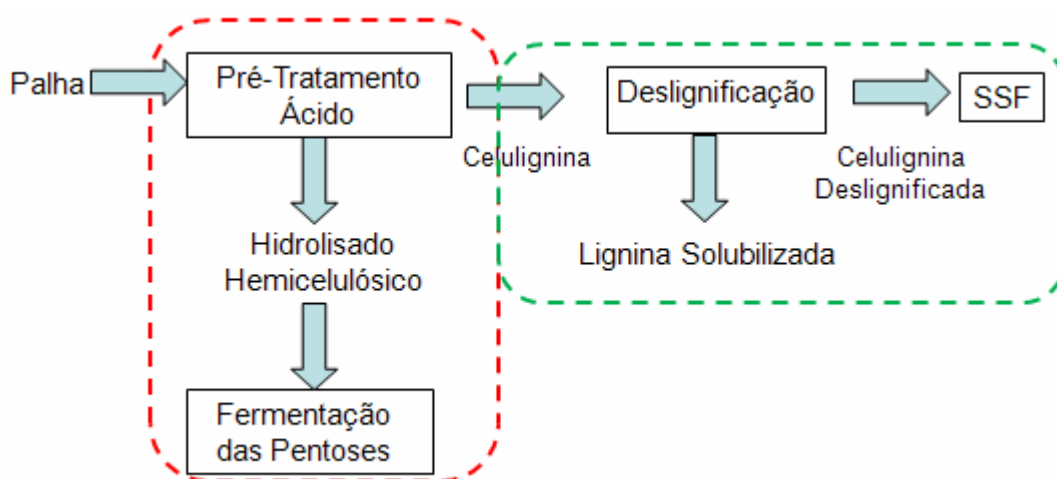 Palha
Pré-Tratamento
Ácido
Celulignina
Deslignificação
SSF
Celulignina
Deslignificada
Hidrolisado
Hemicelulósico
Lignina Solubilizada
Fermentação
das Pentoses